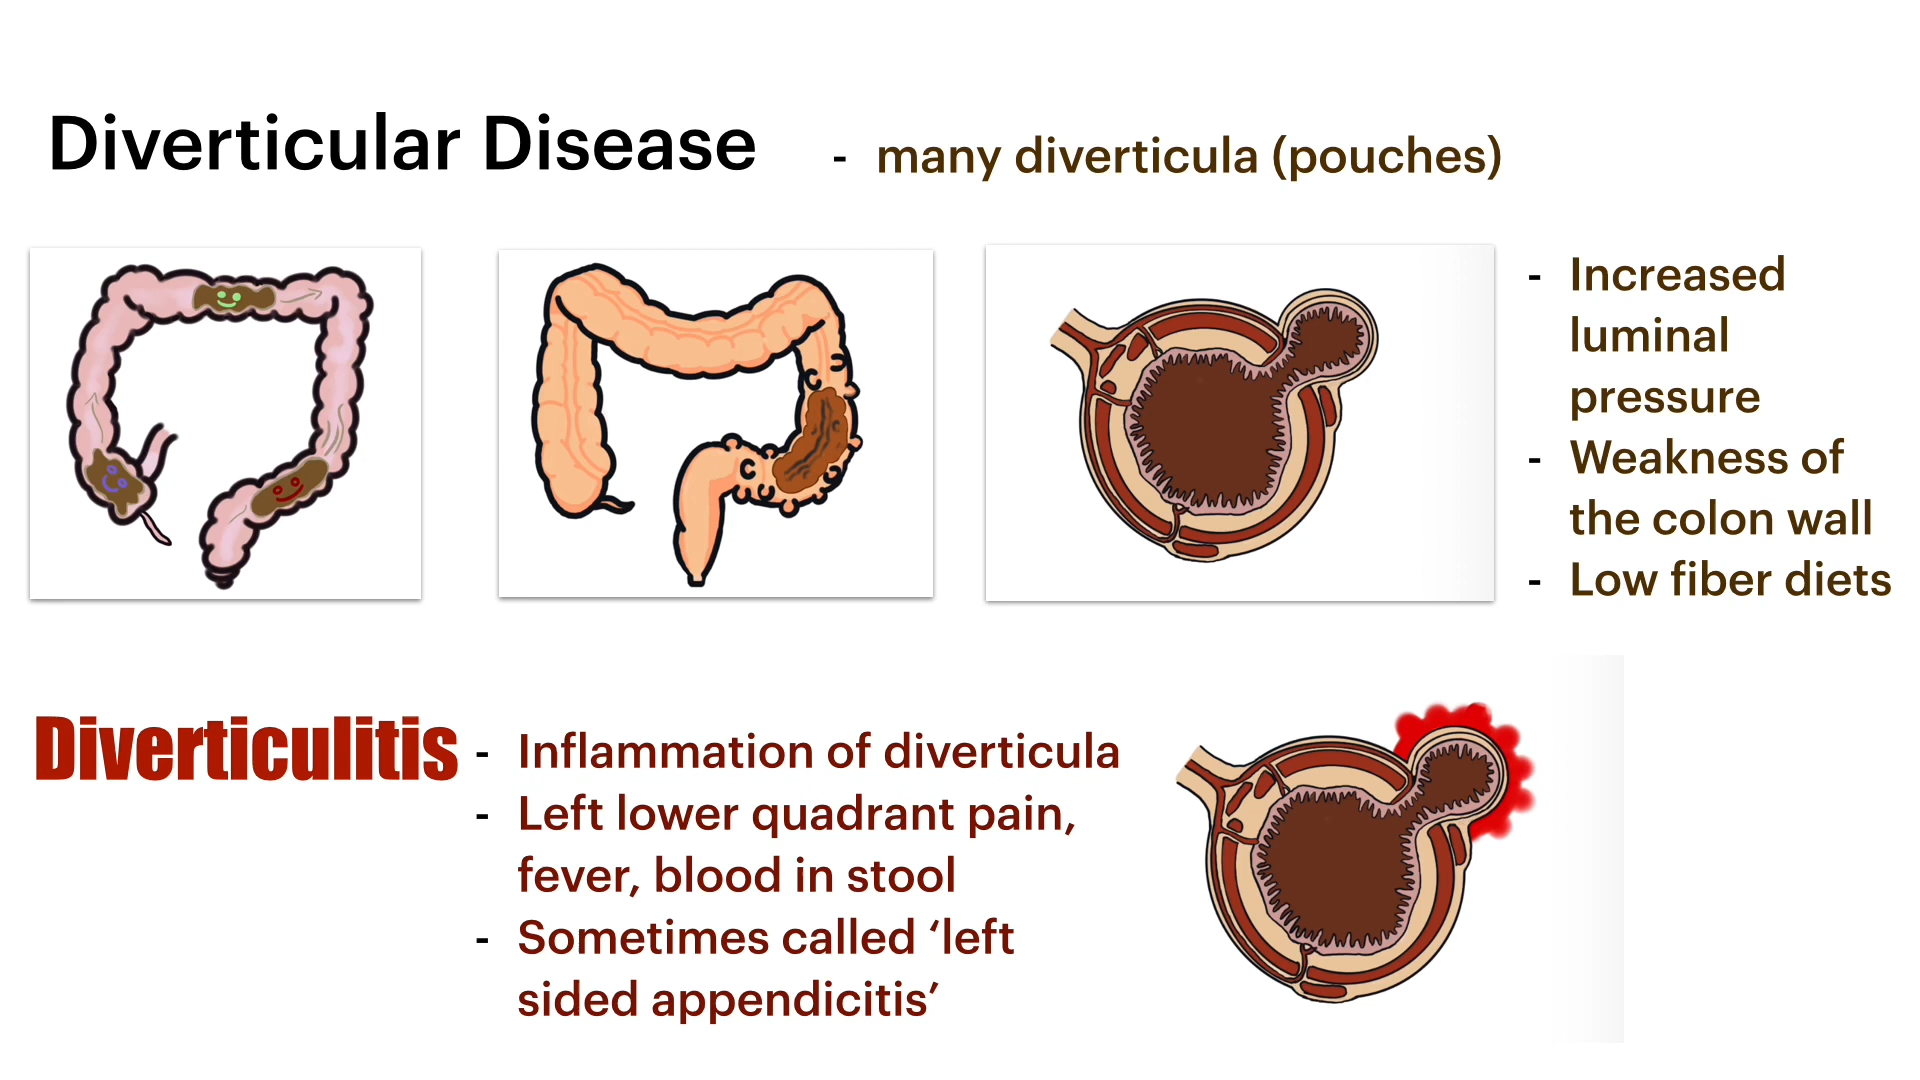 Diverticular Disease - many diverticula (pouches)
- Increased
luminal
pressure
- Weakness of
the colon wall
- Low fiber diets
Diverticulitis
- Inflammation of diverticula
- Left lower quadrant pain,
fever, blood in stool
- Sometimes called ‘left
sided appendicitis’